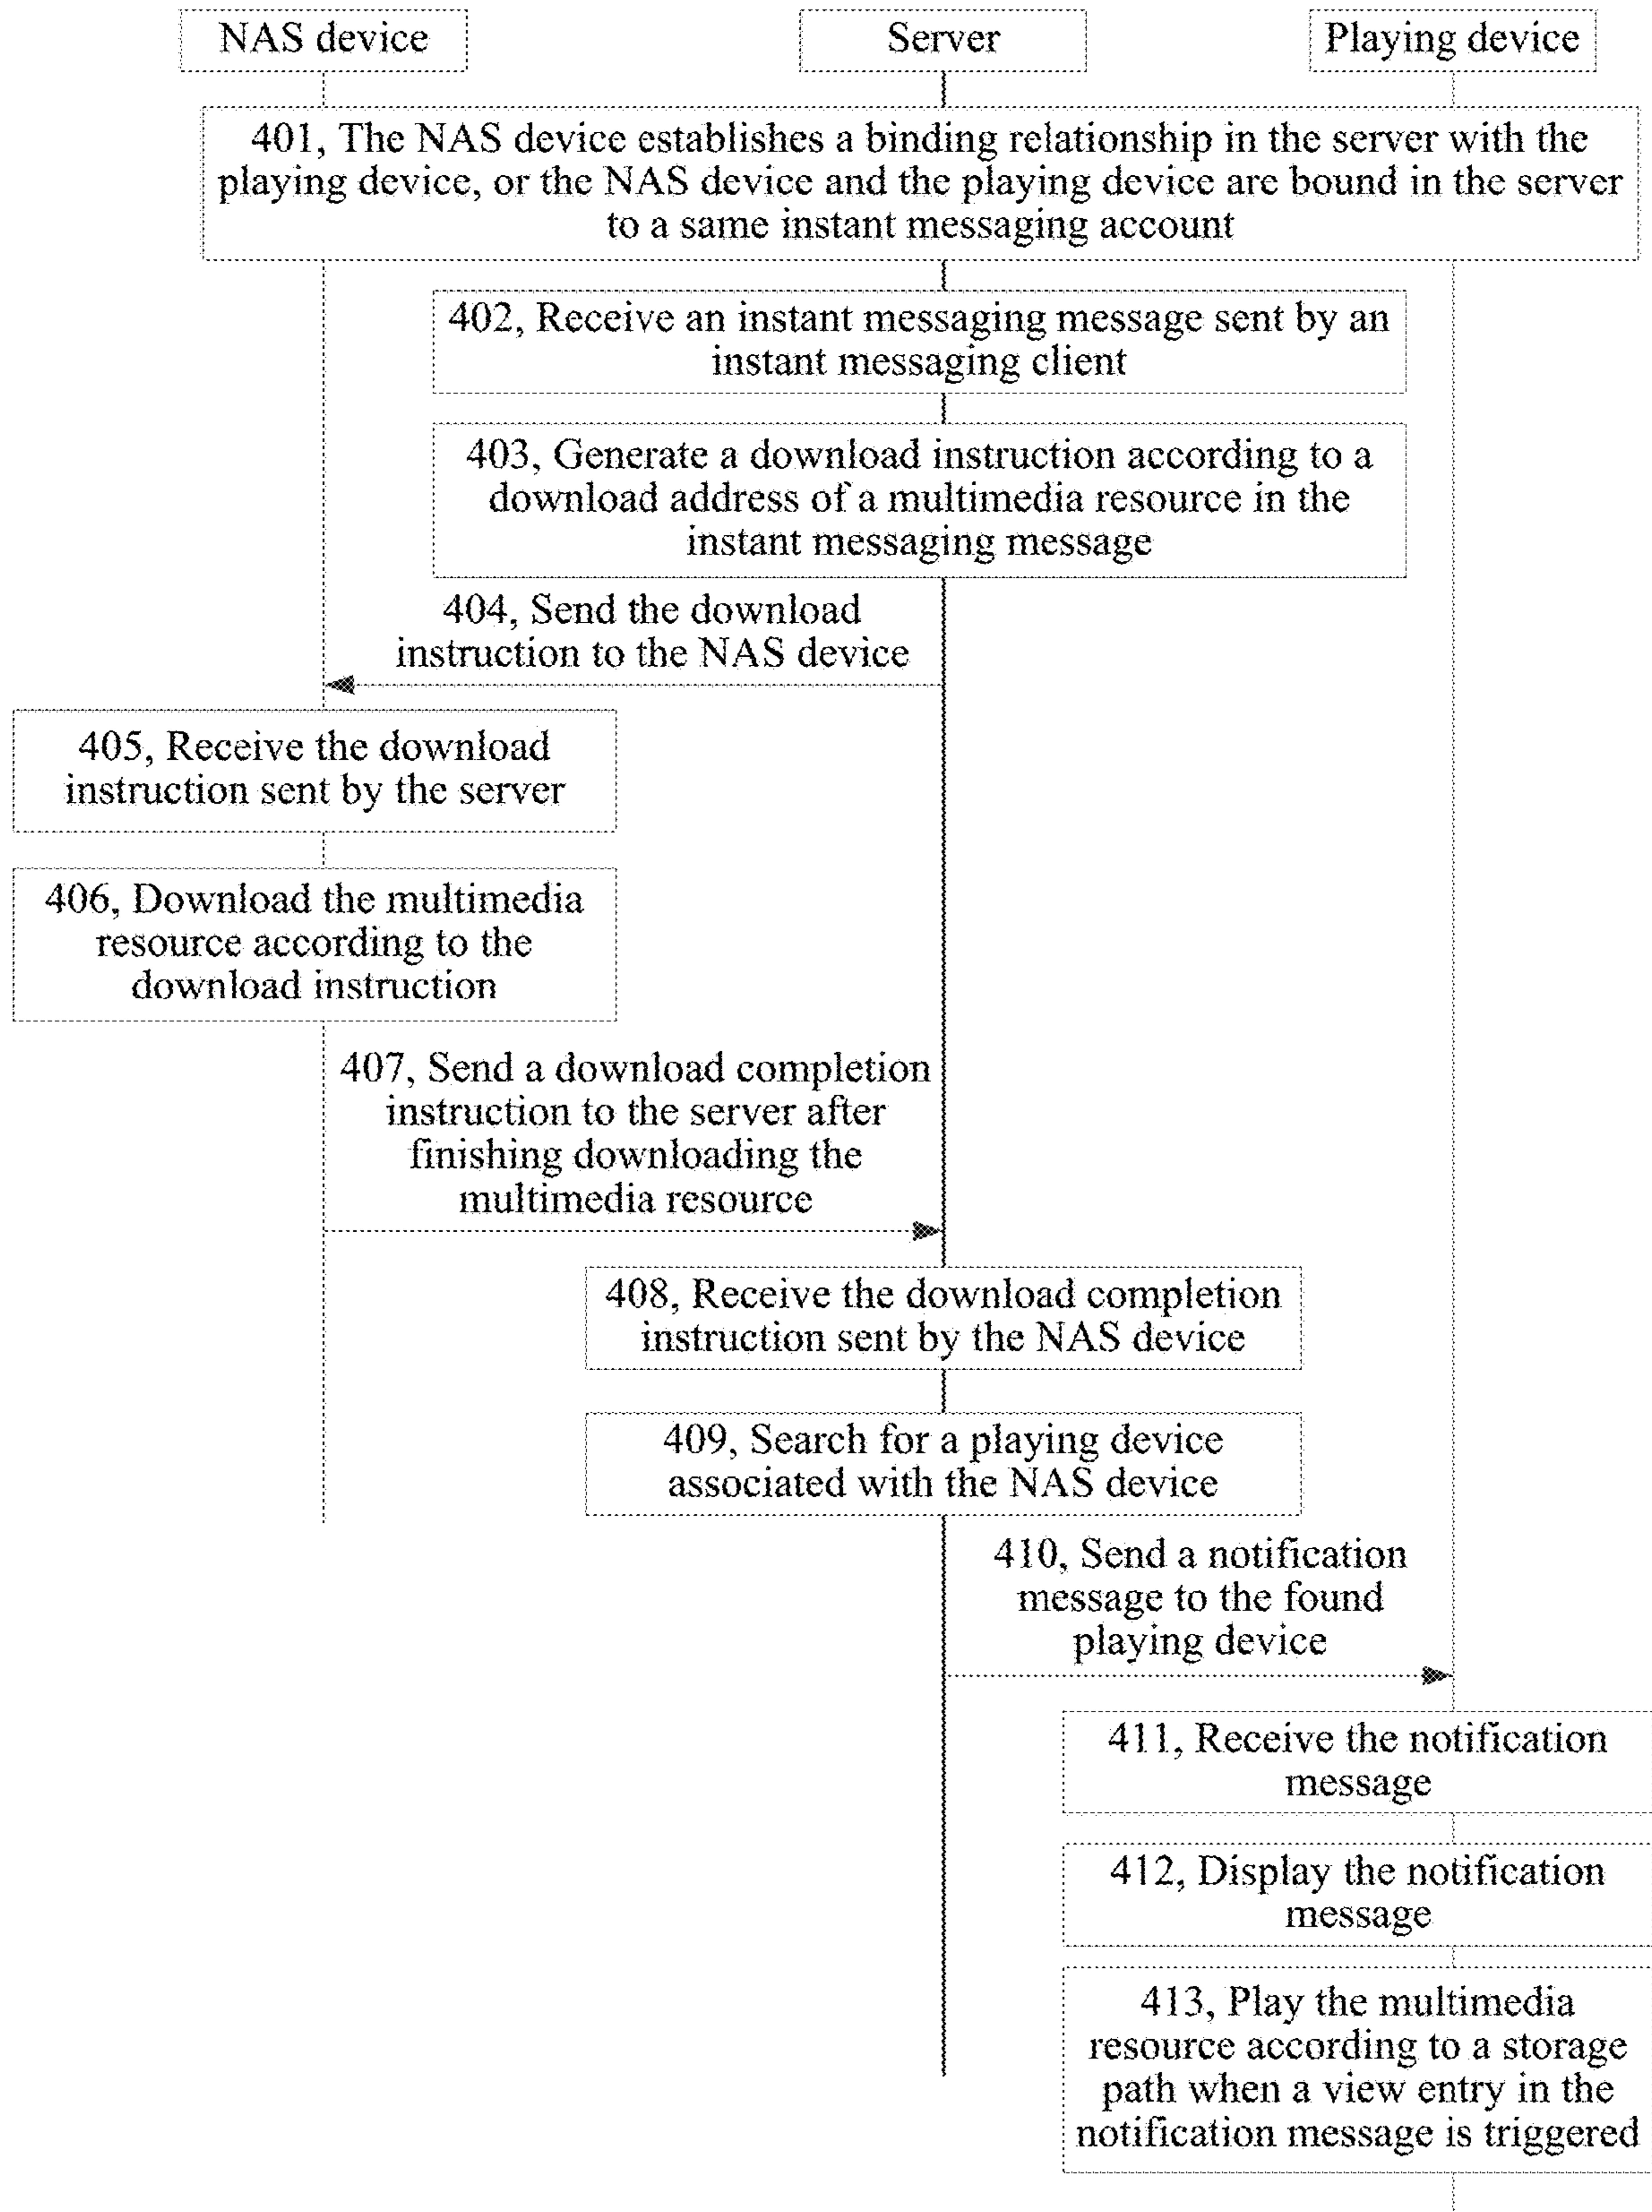 NAS device
Server
Playing device
401, The NAS device establishes a binding relationship in the server with the
playing device, or the NAS device and the playing device are bound in the server
to a same instant messaging account
402, Receive an instant messaging message sent by an
instant messaging client
403, Generate a download instruction according to a
download address of a multimedia resource in the
instant messaging message
404, Send the download
instruction to the NAS device
405, Receive the download
instruction sent by the server
406, Download the multimedia
resource according to the
download instruction
407, Send a download completion
instruction to the server after
finishing downloading the
multimedia resource
408, Receive the download completion
instruction sent by the NAS device
409, Search for a playing device
associated with the NAS device
410, Send a notification
message to the found
playing device
411, Receive the notification
message
412, Display the notification
message
413, Play the multimedia
resource according to a storage
path when a view entry in the
notification message is triggered